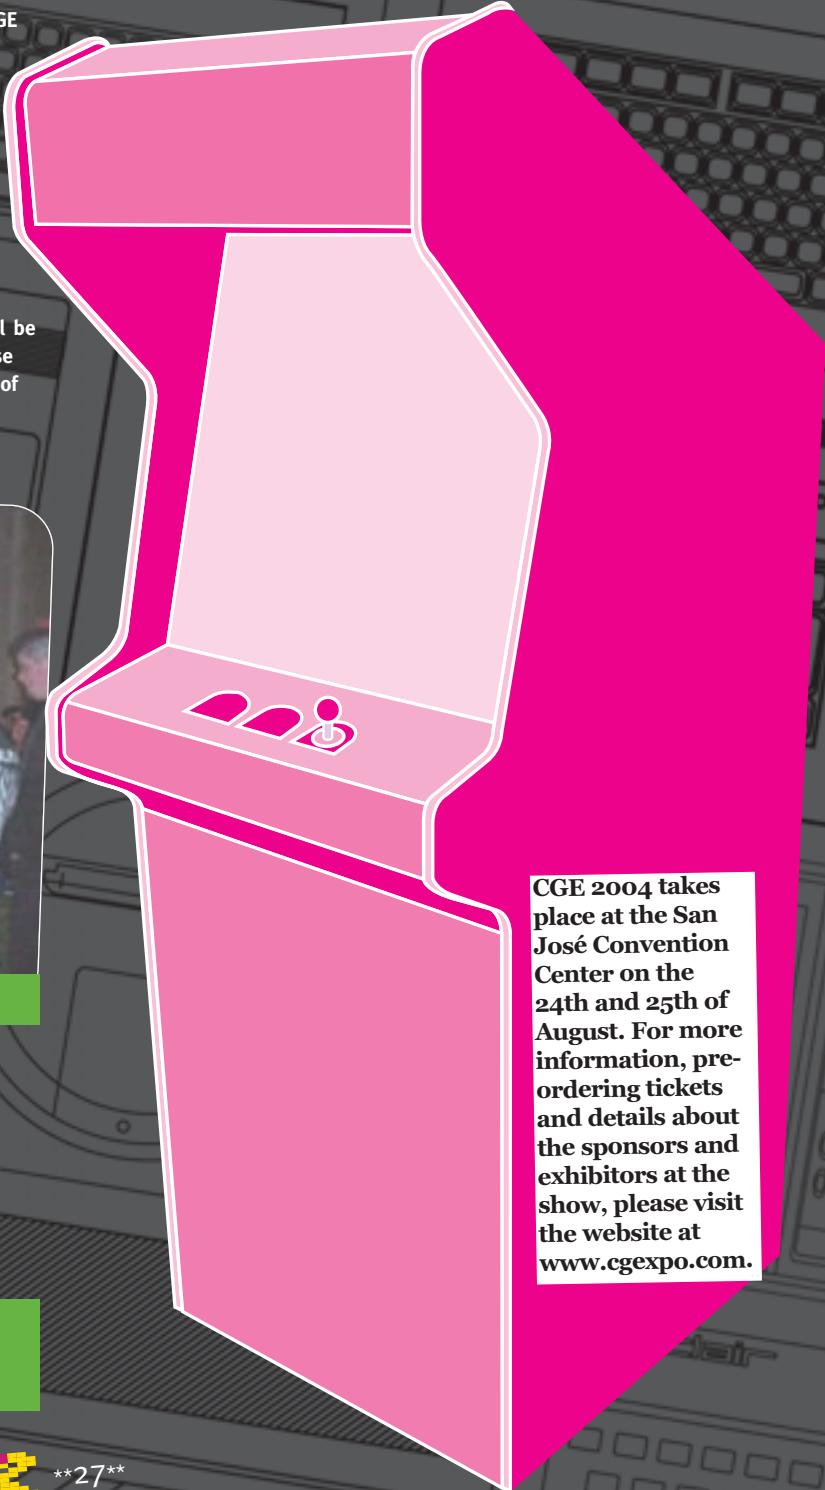 GE
l be
se
of
CGE 2004 takes
place at the San
José Convention
Center on the
24th and 25th of
August. For more
information, pre-
ordering tickets
and details about
the sponsors and
exhibitors at the
show, please visit
the website at
www.cgexpo.com.
**27**